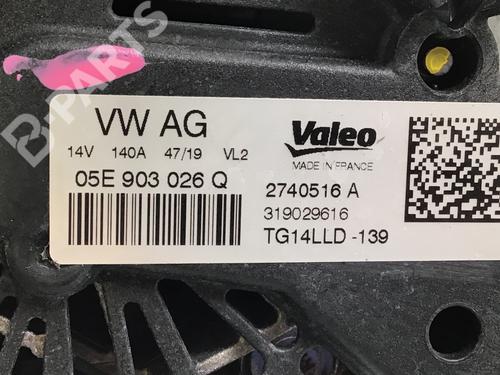 B-PARTS
VW AG
14V 140A 47/19 VL2
05E 903 026 Q
Valeo
MADE IN FRANCE
2740516 A
319029616
TG14LLD -139